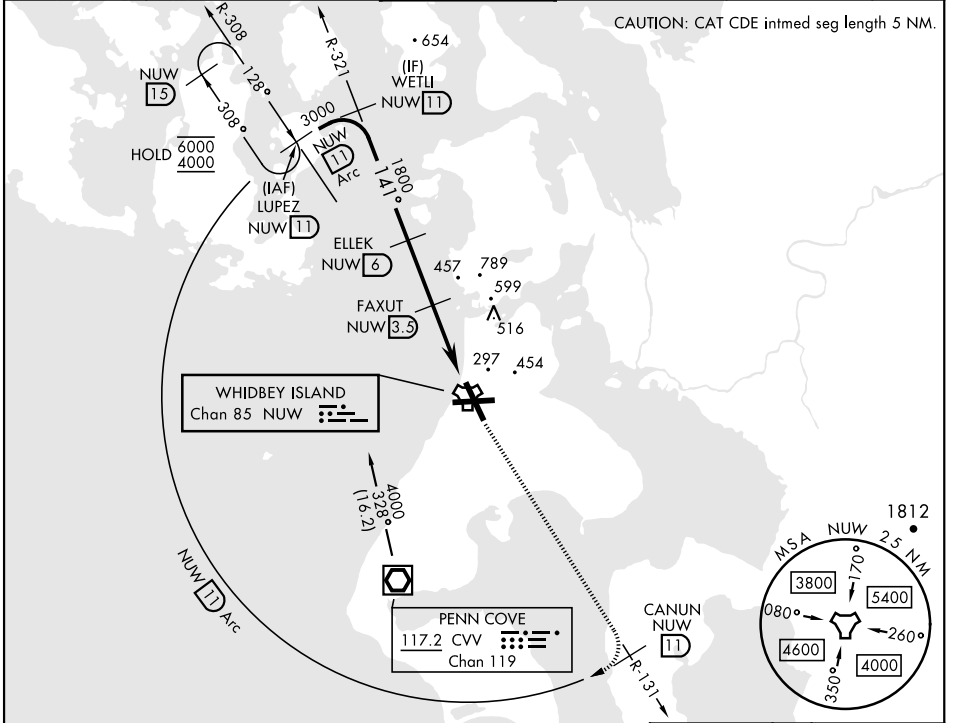 CAUTION: CAT CDE intmed seg length 5 NM.
R-308
R-321
654
(IF)
WETLI
NUW 11
NUW
15
128°
308°
3000
HOLD 6000
4000
NUW
11
Arc
(IAF)
LUPEZ
NUW 11
1800
141°
ELLEK
NUW 6
457
789
599
516
FAXUT
NUW 3.5
297
454
WHIDBEY ISLAND
Chan 85 NUW
4000
328°
(16.2)
NUW 11 Arc
PENN COVE
117.2 CVV
Chan 119
CANUN
NUW
11
R-131
1812
MSA NUW 25 NM
3800
170°
5400
080°
260°
4600
4000
350°